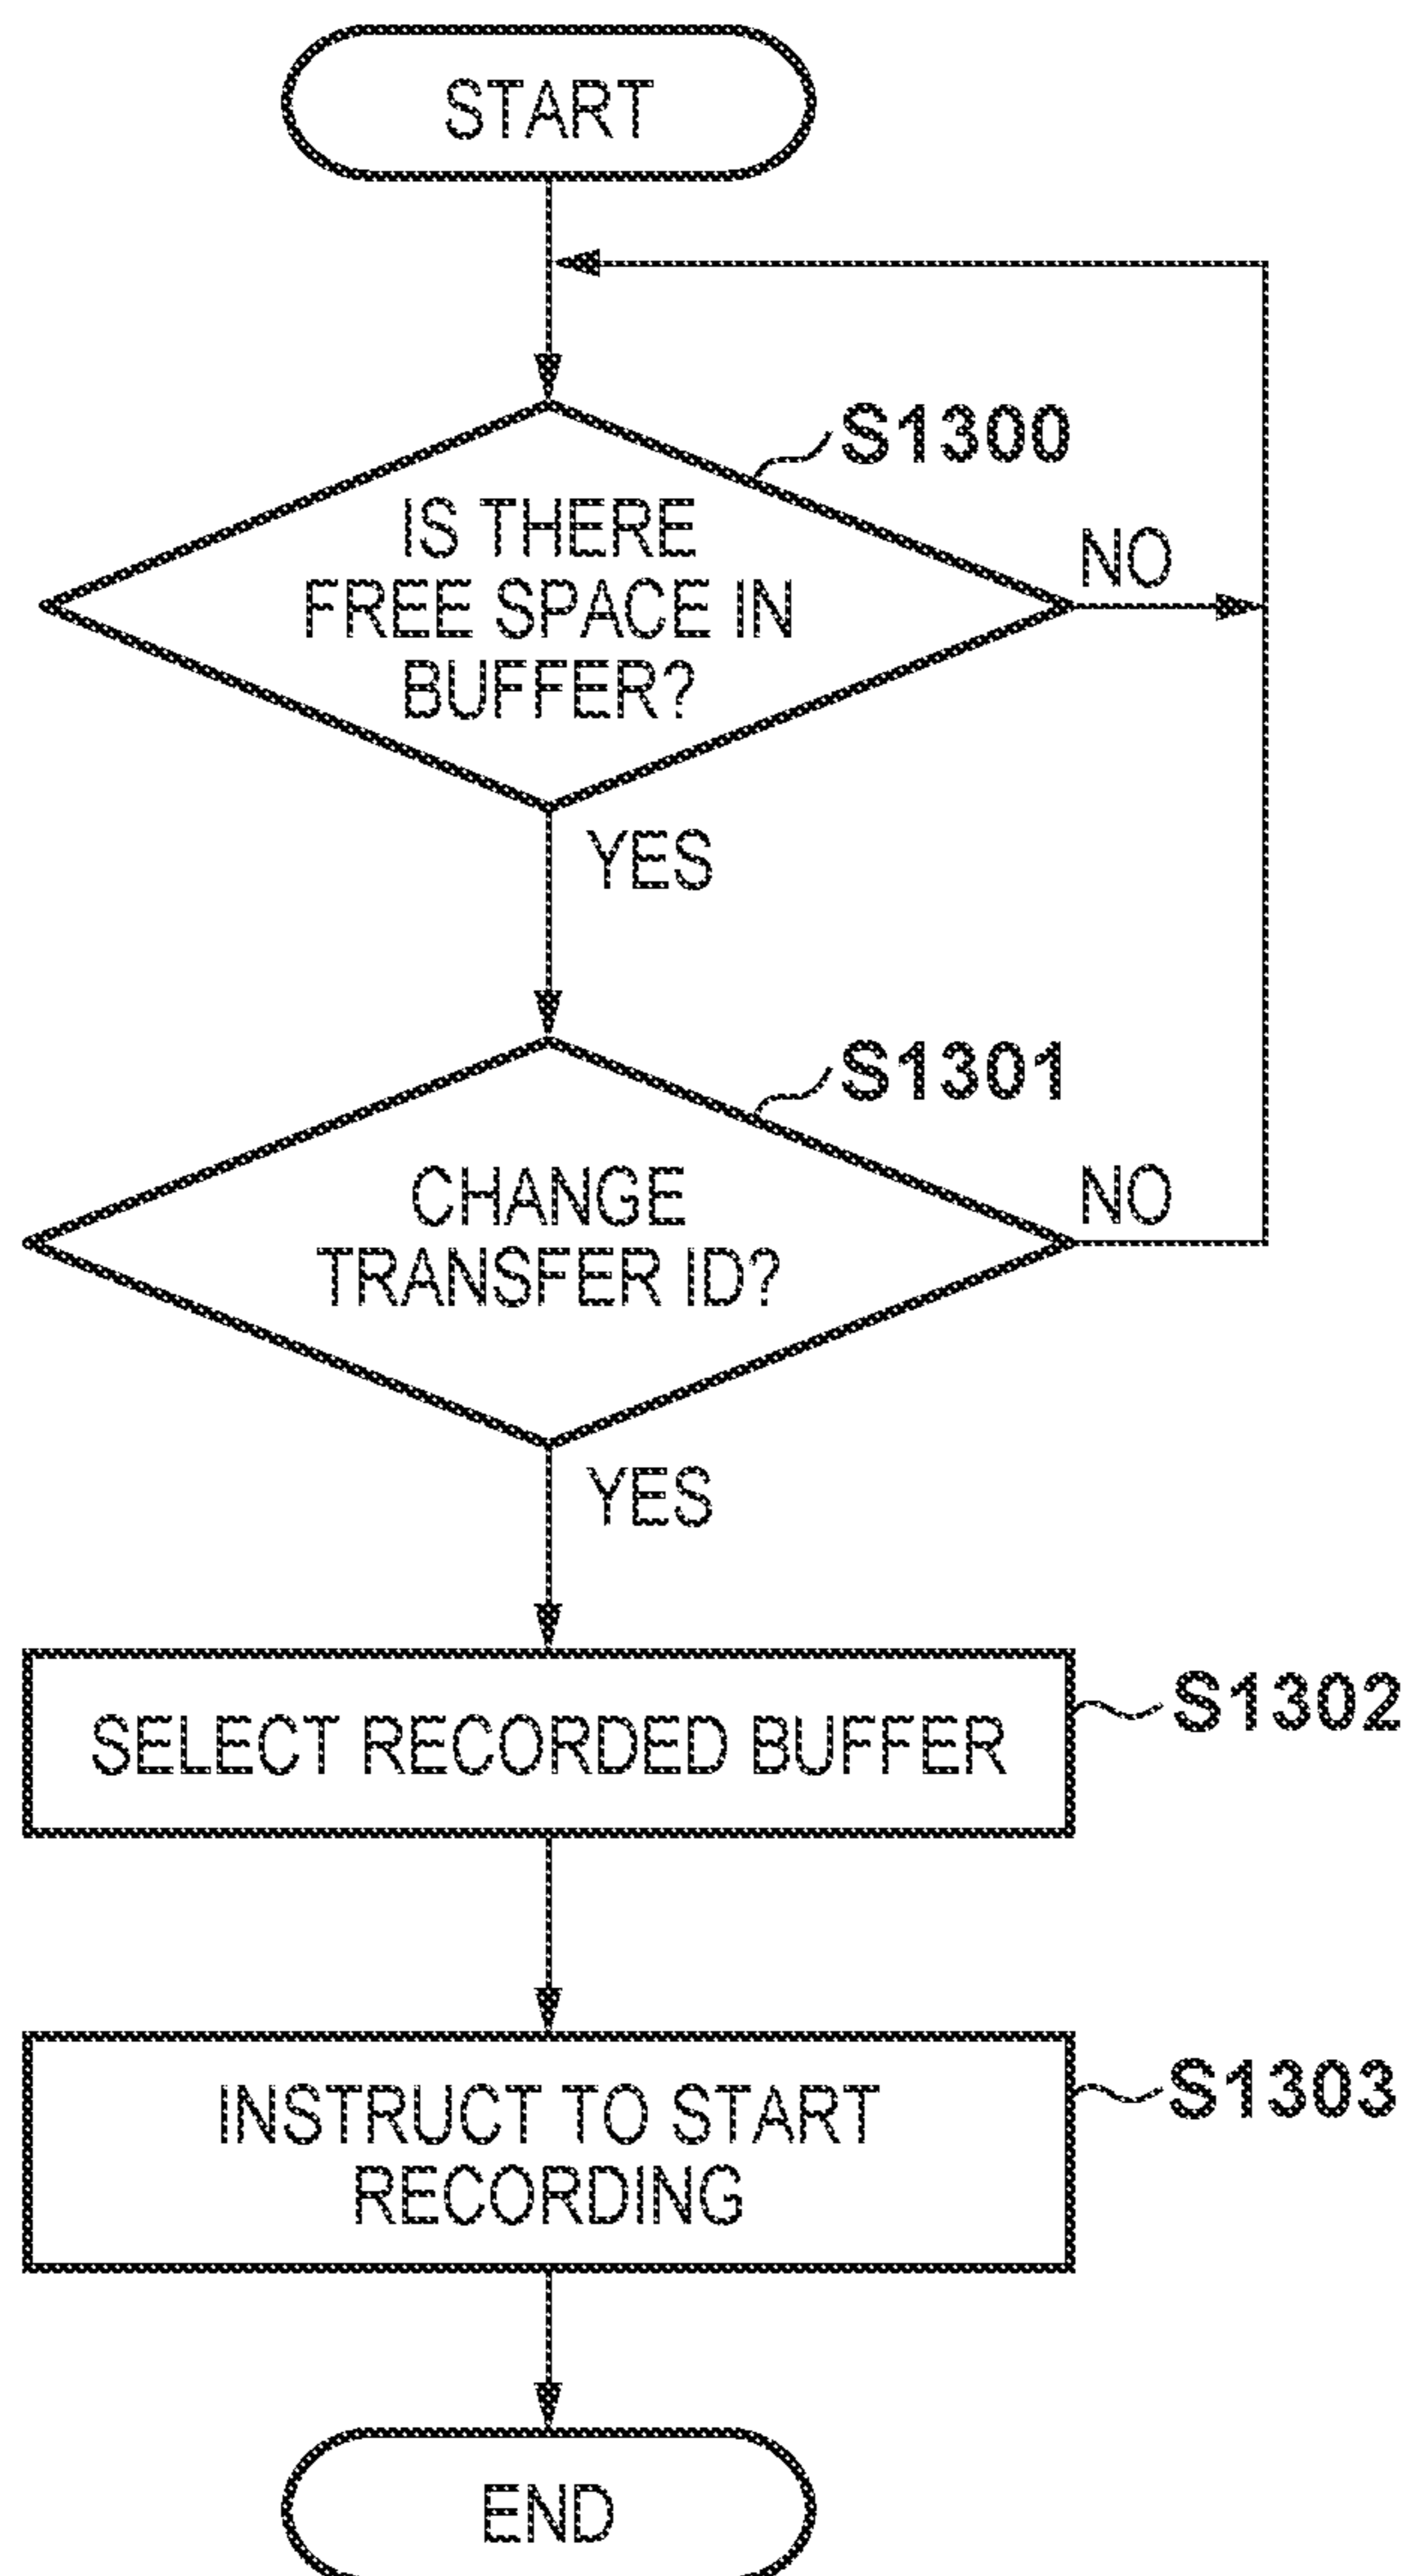 START
S1300
IS THERE
FREE SPACE IN
BUFFER?
NO
YES
S1301
CHANGE
TRANSFER ID?
NO
YES
SELECT RECORDED BUFFER
S1302
INSTRUCT TO START
RECORDING
S1303
END